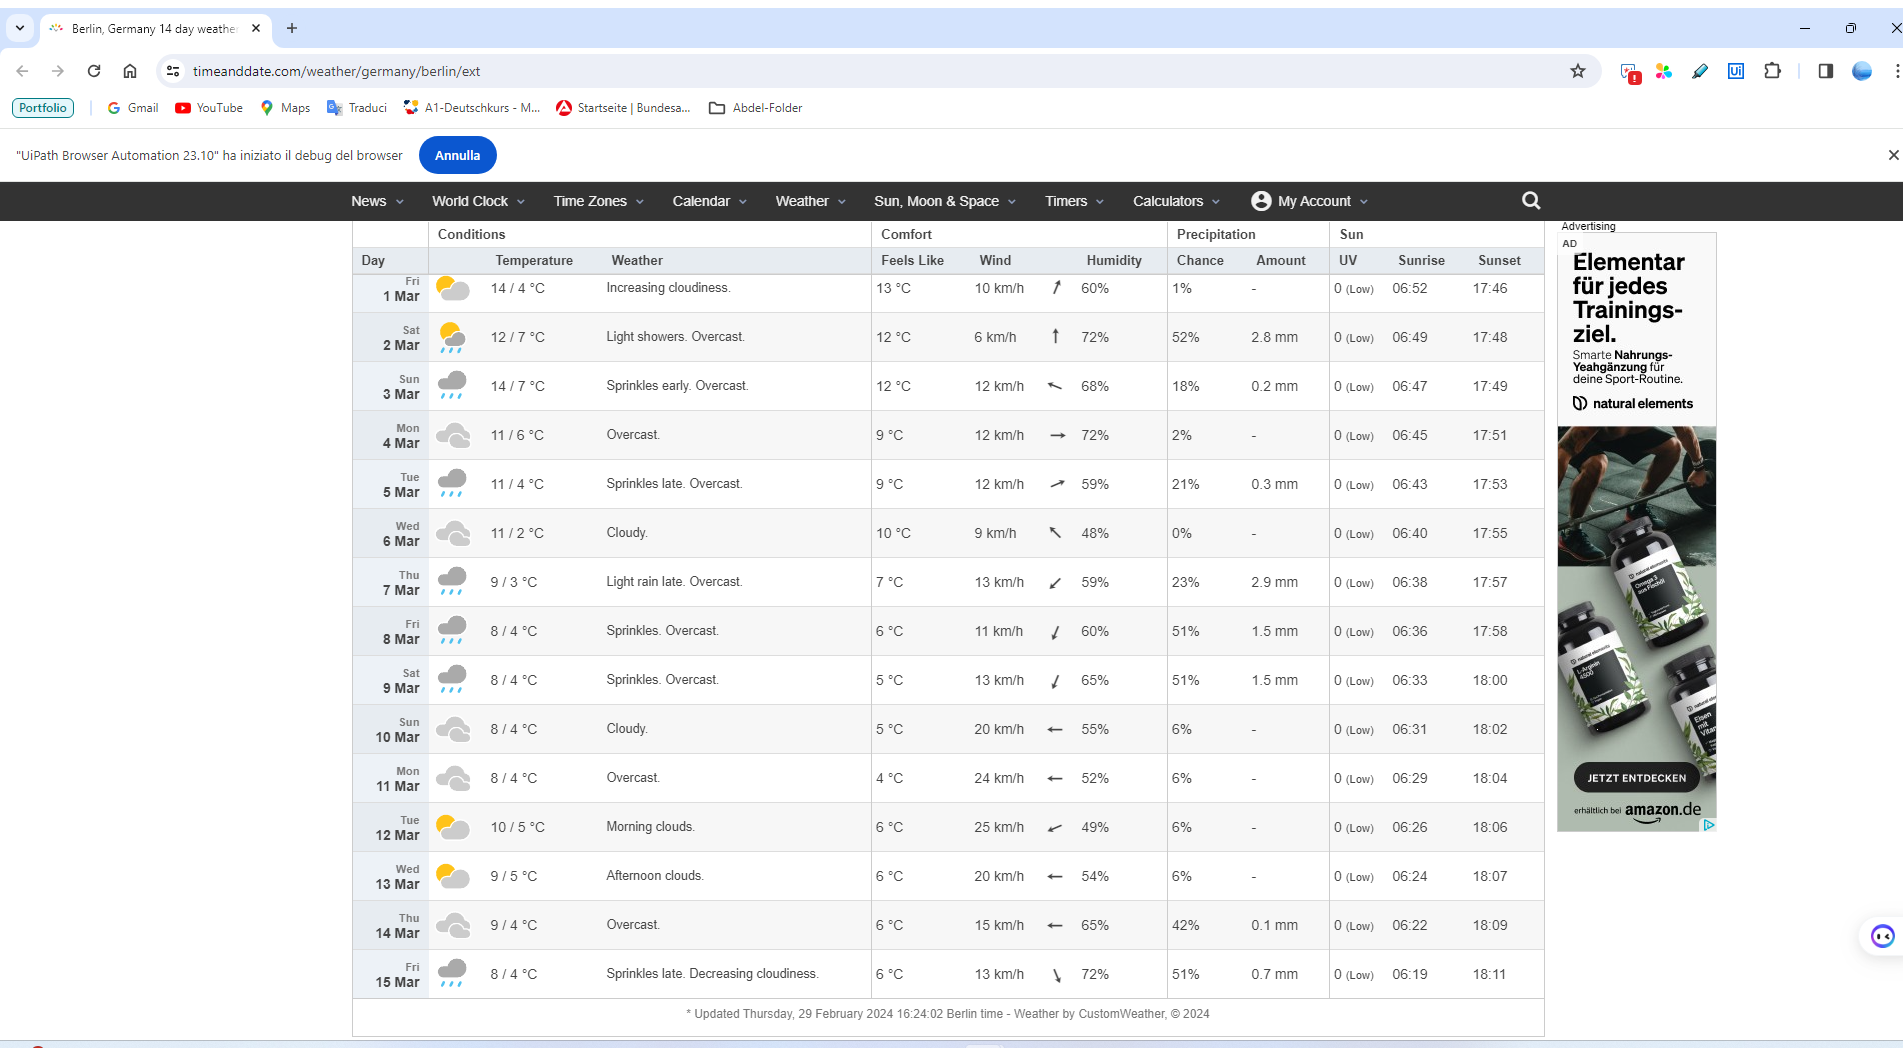 Berlin, Germany 14 day weathe
timeanddate.com/weather/germany/berlin/ext
Portfolio
Gmail
YouTube
Maps
Traduci
A1-Deutschkurs - M...
Startseite | Bundesa...
Abdel-Folder
"UiPath Browser Automation 23.10" ha iniziato il debug del browser
Annulla
News
World Clock
Time Zones
Calendar
Weather
Sun, Moon & Space
Timers
Calculators
My Account
Conditions Comfort Precipitation Sun
Day Temperature Weather Feels Like Wind Humidity Chance Amount UV Sunrise Sunset
Fri
1 Mar 14 / 4 °C Increasing cloudiness. 13 °C 10 km/h 60% 1% - 0 (Low) 06:52 17:46
Sat
2 Mar 12 / 7 °C Light showers. Overcast. 12 °C 6 km/h 72% 52% 2.8 mm 0 (Low) 06:49 17:48
Sun
3 Mar 14 / 7 °C Sprinkles early. Overcast. 12 °C 12 km/h 68% 18% 0.2 mm 0 (Low) 06:47 17:49
Mon
4 Mar 11 / 6 °C Overcast. 9 °C 12 km/h 72% 2% - 0 (Low) 06:45 17:51
Tue
5 Mar 11 / 4 °C Sprinkles late. Overcast. 9 °C 12 km/h 59% 21% 0.3 mm 0 (Low) 06:43 17:53
Wed
6 Mar 11 / 2 °C Cloudy. 10 °C 9 km/h 48% 0% - 0 (Low) 06:40 17:55
Thu
7 Mar 9 / 3 °C Light rain late. Overcast. 7 °C 13 km/h 59% 23% 2.9 mm 0 (Low) 06:38 17:57
Fri
8 Mar 8 / 4 °C Sprinkles. Overcast. 6 °C 11 km/h 60% 51% 1.5 mm 0 (Low) 06:36 17:58
Sat
9 Mar 8 / 4 °C Sprinkles. Overcast. 5 °C 13 km/h 65% 51% 1.5 mm 0 (Low) 06:33 18:00
Sun
10 Mar 8 / 4 °C Cloudy. 5 °C 20 km/h 55% 6% - 0 (Low) 06:31 18:02
Mon
11 Mar 8 / 4 °C Overcast. 4 °C 24 km/h 52% 6% - 0 (Low) 06:29 18:04
Tue
12 Mar 10 / 5 °C Morning clouds. 6 °C 25 km/h 49% 6% - 0 (Low) 06:26 18:06
Wed
13 Mar 9 / 5 °C Afternoon clouds. 6 °C 20 km/h 54% 6% - 0 (Low) 06:24 18:07
Thu
14 Mar 9 / 4 °C Overcast. 6 °C 15 km/h 65% 42% 0.1 mm 0 (Low) 06:22 18:09
Fri
15 Mar 8 / 4 °C Sprinkles late. Decreasing cloudiness. 6 °C 13 km/h 72% 51% 0.7 mm 0 (Low) 06:19 18:11
* Updated Thursday, 29 February 2024 16:24:02 Berlin time - Weather by CustomWeather, © 2024
Advertising
AD
Elementar
für jedes
Trainings-
ziel.
Smarte Nahrungs-
Yeahgänzung für
deine Sport-Routine.
natural elements
natural elements
Omega 3
aus Fischöl
natural elements
L-Arginin
4500
Eisen
mit
JETZT ENTDECKEN
erhältlich bei amazon.de